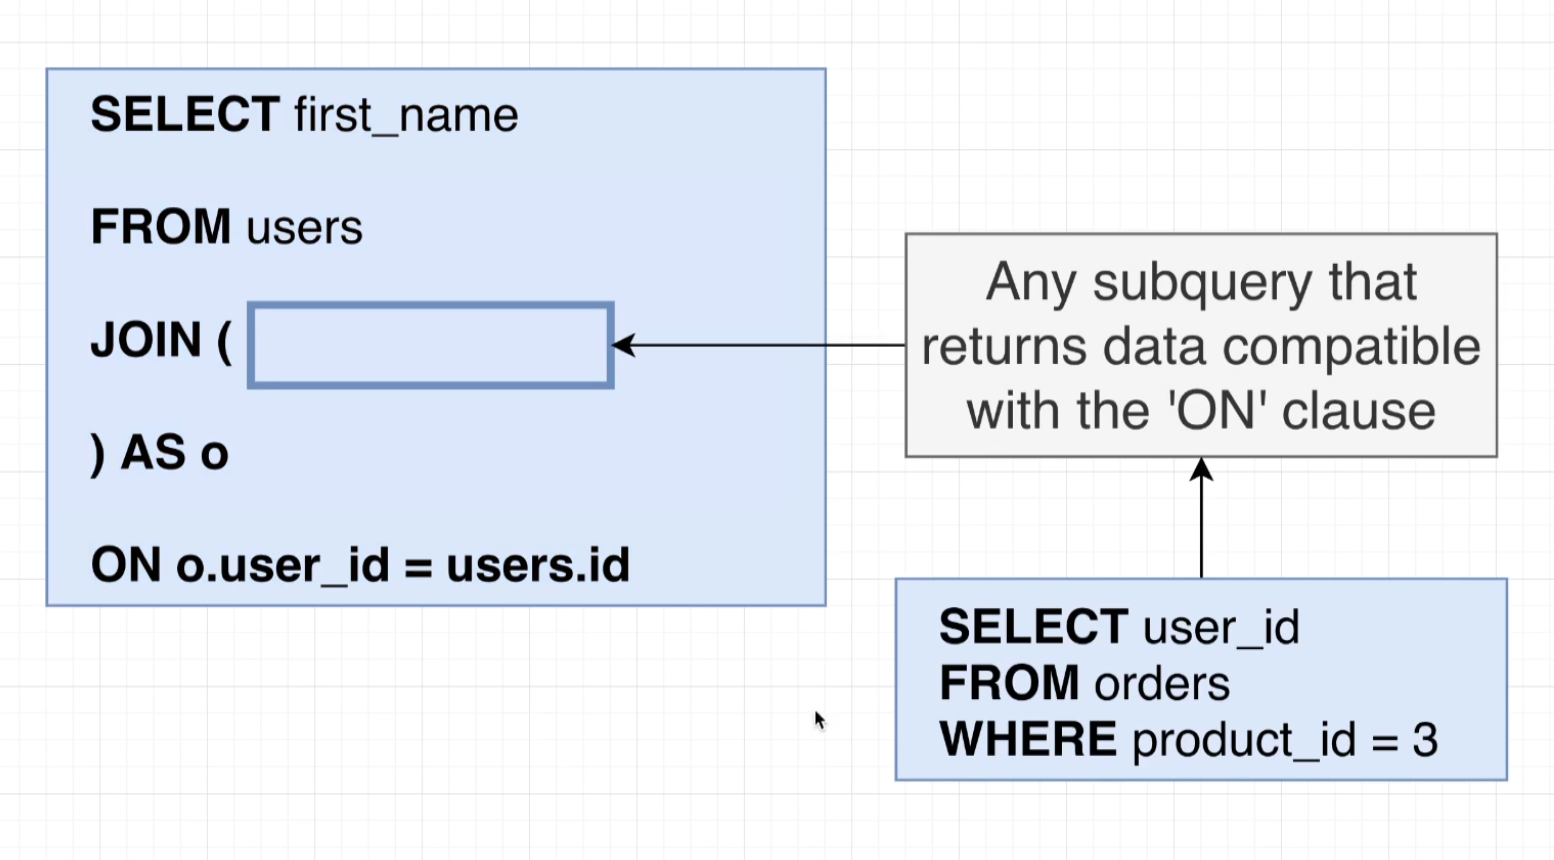 SELECT first_name
FROM users
JOIN (
) AS o
ON o.user_id = users.id
Any subquery that
returns data compatible
with the 'ON' clause
SELECT user_id
FROM orders
WHERE product_id = 3